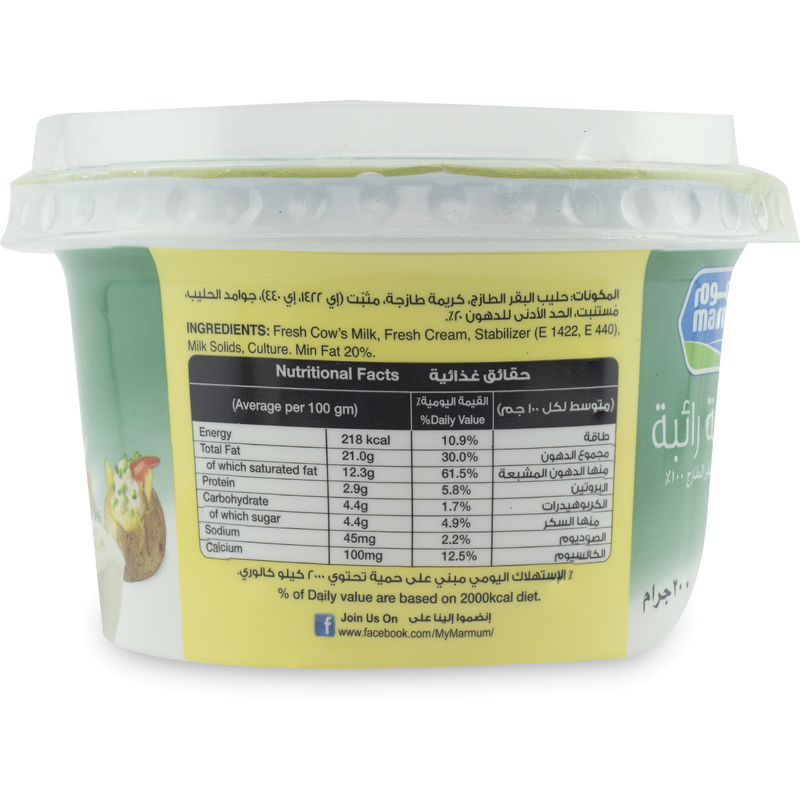 المكونات: حليب البقر الطازج، كريمة طازجة، مثبت (إي ١٤٢٢، إي ٤٤٠)، جوامد الحليب،
مستنبت، الحد الأدنى للدهون ٢٠٪.
INGREDIENTS: Fresh Cow's Milk, Fresh Cream, Stabilizer (E 1422, E 440),
Milk Solids, Culture. Min Fat 20%.
Nutritional Facts حقائق غذائية
(Average per 100 gm) القيمة اليومية٪ (متوسط لكل ١٠٠ جم)
%Daily Value
Energy 218 kcal 10.9% طاقة
Total Fat 21.0g 30.0% مجموع الدهون
of which saturated fat 12.3g 61.5% منها الدهون المشبعة
Protein 2.9g 5.8% البروتين
Carbohydrate 4.4g 1.7% الكربوهيدرات
of which sugar 4.4g 4.9% منها السكر
Sodium 45mg 2.2% الصوديوم
Calcium 100mg 12.5% الكالسيوم
٪ الإستهلاك اليومي مبني على حمية تحتوي ٢٠٠٠ كيلو كالوري.
% of Daily value are based on 2000kcal diet.
f Join Us On إنضموا إلينا على
www.facebook.com/MyMarmum/
رائبة
الطازج ١٠٠٪
٢٠٠ جرام